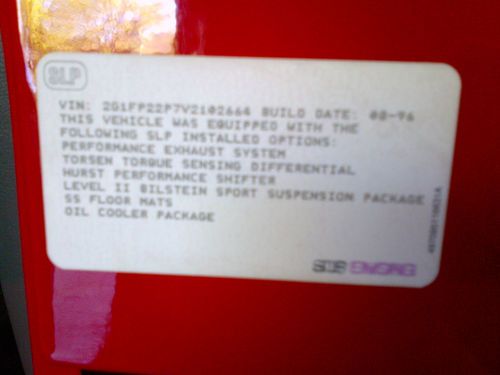 SLP
VIN: 2G1FP22P7V2102664 BUILD DATE: 08-96
THIS VEHICLE WAS EQUIPPED WITH THE
FOLLOWING SLP INSTALLED OPTIONS:
PERFORMANCE EXHAUST SYSTEM
TORSEN TORQUE SENSING DIFFERENTIAL
HURST PERFORMANCE SHIFTER
LEVEL II BILSTEIN SPORT SUSPENSION PACKAGE
SS FLOOR MATS
OIL COOLER PACKAGE